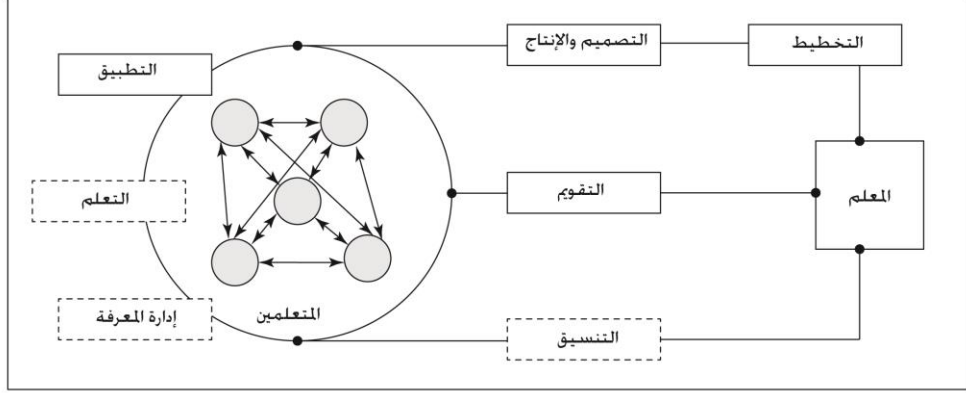 التخطيط
التصميم والإنتاج
التطبيق
المعلم
التقويم
التعلم
المتعلمين
إدارة المعرفة
التنسيق